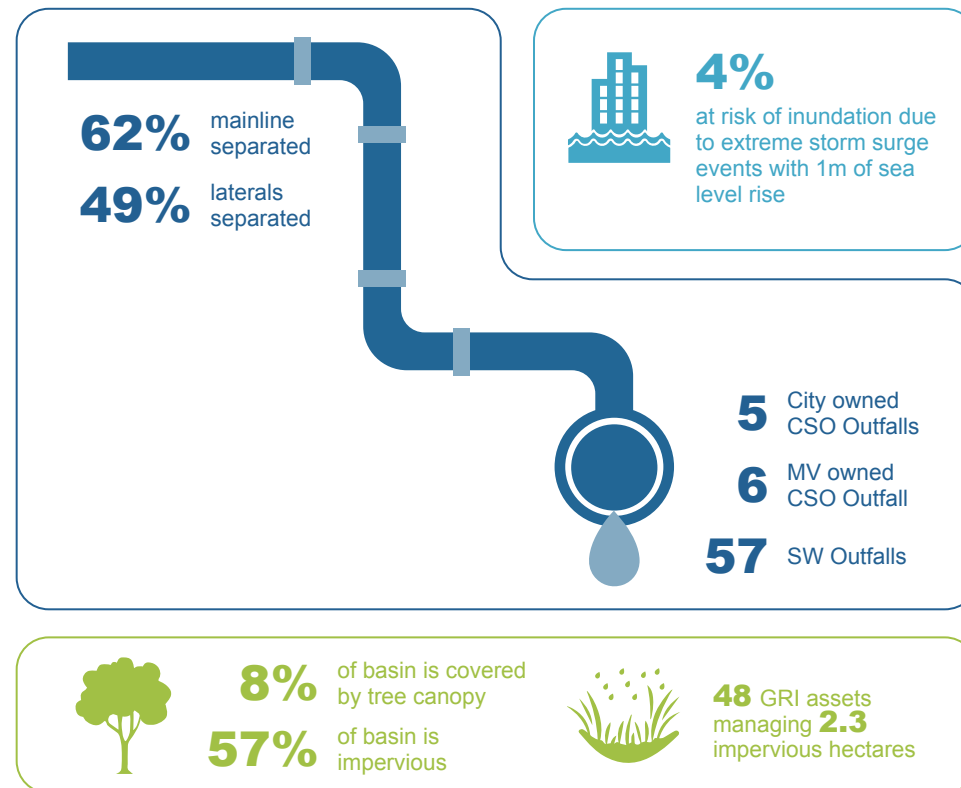 62% mainline
separated
49% laterals
separated
4%
at risk of inundation due
to extreme storm surge
events with 1m of sea
level rise
5 City owned
CSO Outfalls
6 MV owned
CSO Outfall
57 SW Outfalls
8% of basin is covered
by tree canopy
57% of basin is
impervious
48 GRI assets
managing 2.3
impervious hectares